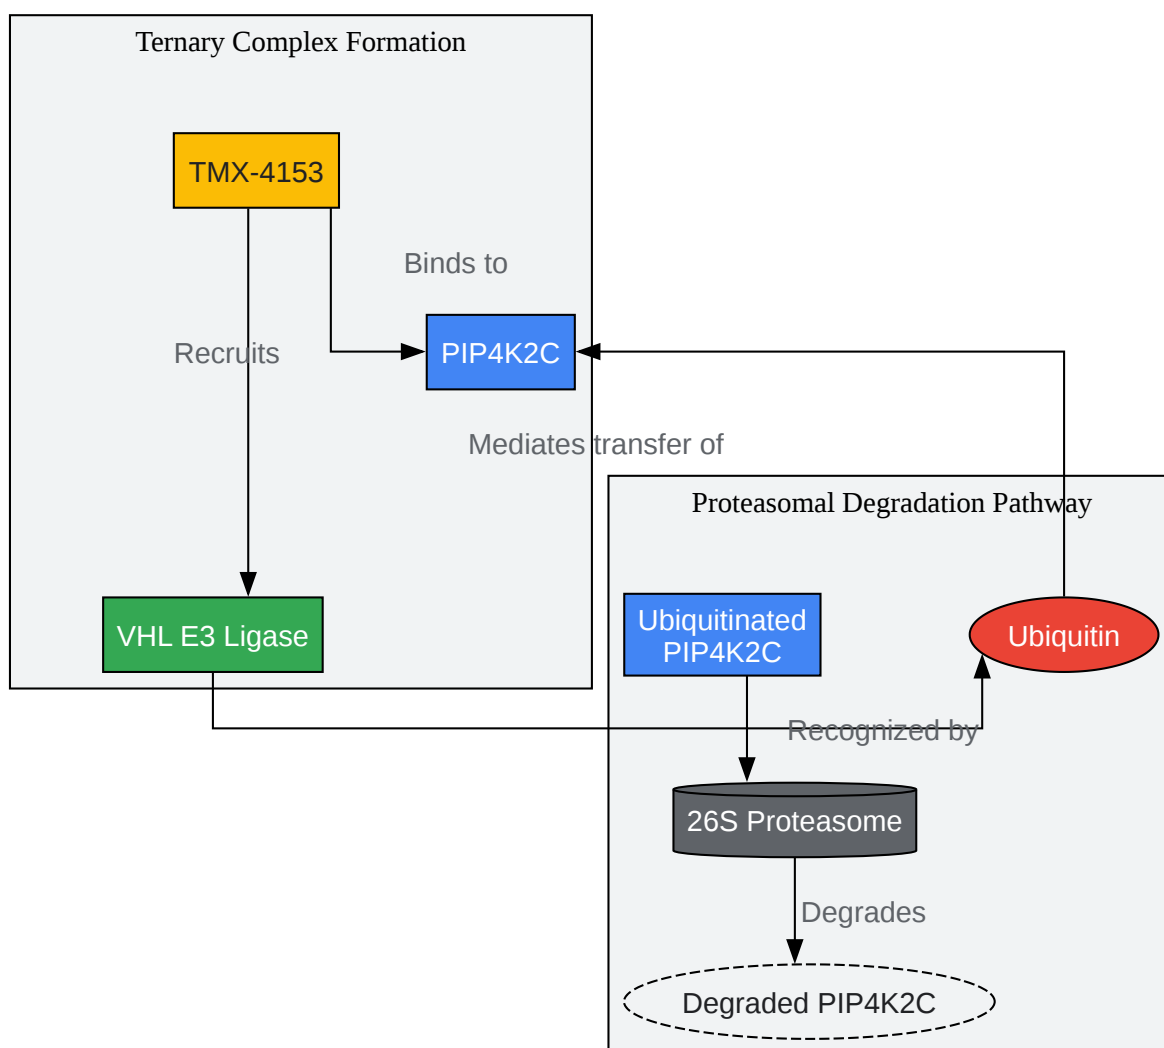 Ternary Complex Formation
TMX-4153
Binds to
Recruits
PIP4K2C
Mediates transfer of
Proteasomal Degradation Pathway
VHL E3 Ligase
Ubiquitinated
PIP4K2C
Ubiquitin
Recognized by
26S Proteasome
Degrades
Degraded PIP4K2C